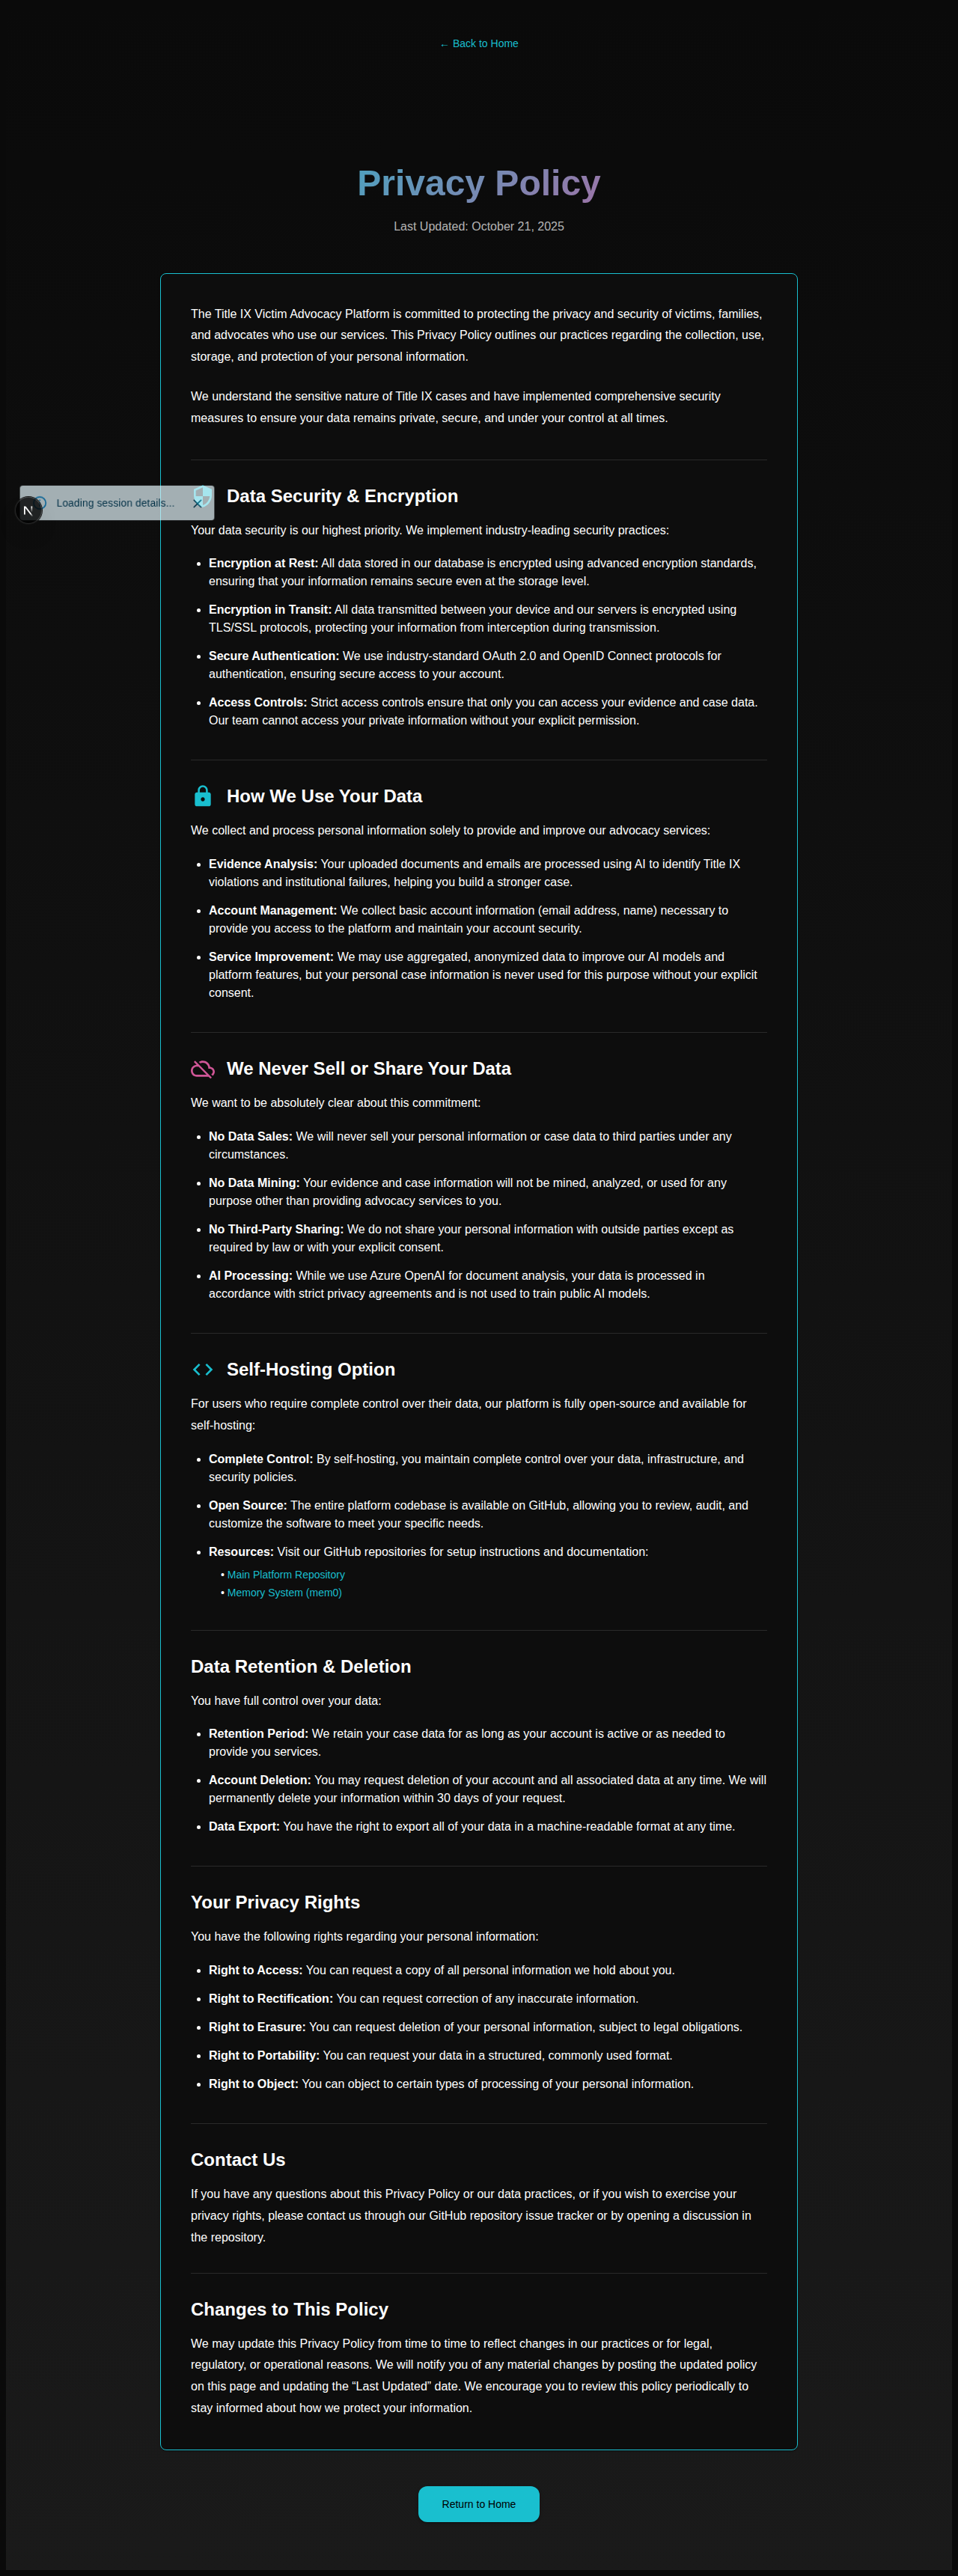 ← Back to Home
Privacy Policy
Last Updated: October 21, 2025
The Title IX Victim Advocacy Platform is committed to protecting the privacy and security of victims, families,
and advocates who use our services. This Privacy Policy outlines our practices regarding the collection, use,
storage, and protection of your personal information.
We understand the sensitive nature of Title IX cases and have implemented comprehensive security
measures to ensure your data remains private, secure, and under your control at all times.
Loading session details...
N
Data Security & Encryption
Your data security is our highest priority. We implement industry-leading security practices:
• Encryption at Rest: All data stored in our database is encrypted using advanced encryption standards,
ensuring that your information remains secure even at the storage level.
• Encryption in Transit: All data transmitted between your device and our servers is encrypted using
TLS/SSL protocols, protecting your information from interception during transmission.
• Secure Authentication: We use industry-standard OAuth 2.0 and OpenID Connect protocols for
authentication, ensuring secure access to your account.
• Access Controls: Strict access controls ensure that only you can access your evidence and case data.
Our team cannot access your private information without your explicit permission.
How We Use Your Data
We collect and process personal information solely to provide and improve our advocacy services:
• Evidence Analysis: Your uploaded documents and emails are processed using AI to identify Title IX
violations and institutional failures, helping you build a stronger case.
• Account Management: We collect basic account information (email address, name) necessary to
provide you access to the platform and maintain your account security.
• Service Improvement: We may use aggregated, anonymized data to improve our AI models and
platform features, but your personal case information is never used for this purpose without your explicit
consent.
We Never Sell or Share Your Data
We want to be absolutely clear about this commitment:
• No Data Sales: We will never sell your personal information or case data to third parties under any
circumstances.
• No Data Mining: Your evidence and case information will not be mined, analyzed, or used for any
purpose other than providing advocacy services to you.
• No Third-Party Sharing: We do not share your personal information with outside parties except as
required by law or with your explicit consent.
• AI Processing: While we use Azure OpenAI for document analysis, your data is processed in
accordance with strict privacy agreements and is not used to train public AI models.
Self-Hosting Option
For users who require complete control over their data, our platform is fully open-source and available for
self-hosting:
• Complete Control: By self-hosting, you maintain complete control over your data, infrastructure, and
security policies.
• Open Source: The entire platform codebase is available on GitHub, allowing you to review, audit, and
customize the software to meet your specific needs.
• Resources: Visit our GitHub repositories for setup instructions and documentation:
• Main Platform Repository
• Memory System (mem0)
Data Retention & Deletion
You have full control over your data:
• Retention Period: We retain your case data for as long as your account is active or as needed to
provide you services.
• Account Deletion: You may request deletion of your account and all associated data at any time. We will
permanently delete your information within 30 days of your request.
• Data Export: You have the right to export all of your data in a machine-readable format at any time.
Your Privacy Rights
You have the following rights regarding your personal information:
• Right to Access: You can request a copy of all personal information we hold about you.
• Right to Rectification: You can request correction of any inaccurate information.
• Right to Erasure: You can request deletion of your personal information, subject to legal obligations.
• Right to Portability: You can request your data in a structured, commonly used format.
• Right to Object: You can object to certain types of processing of your personal information.
Contact Us
If you have any questions about this Privacy Policy or our data practices, or if you wish to exercise your
privacy rights, please contact us through our GitHub repository issue tracker or by opening a discussion in
the repository.
Changes to This Policy
We may update this Privacy Policy from time to time to reflect changes in our practices or for legal,
regulatory, or operational reasons. We will notify you of any material changes by posting the updated policy
on this page and updating the “Last Updated” date. We encourage you to review this policy periodically to
stay informed about how we protect your information.
Return to Home